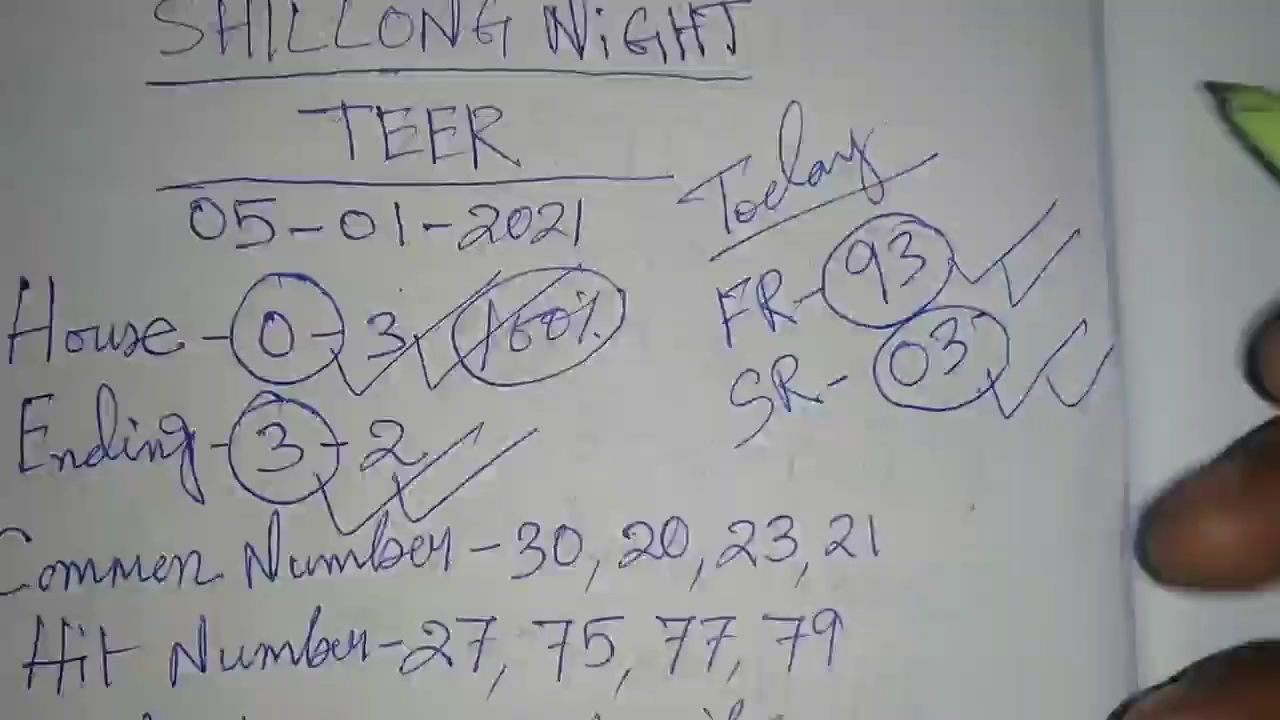 SHILLONG NiGHT
TEER
05-01-2021
Today
FR-93
SR-03
House-0-3 100%
Ending-3-2
Common Number-30, 20, 23, 21
Hit Number-27, 75, 77, 79